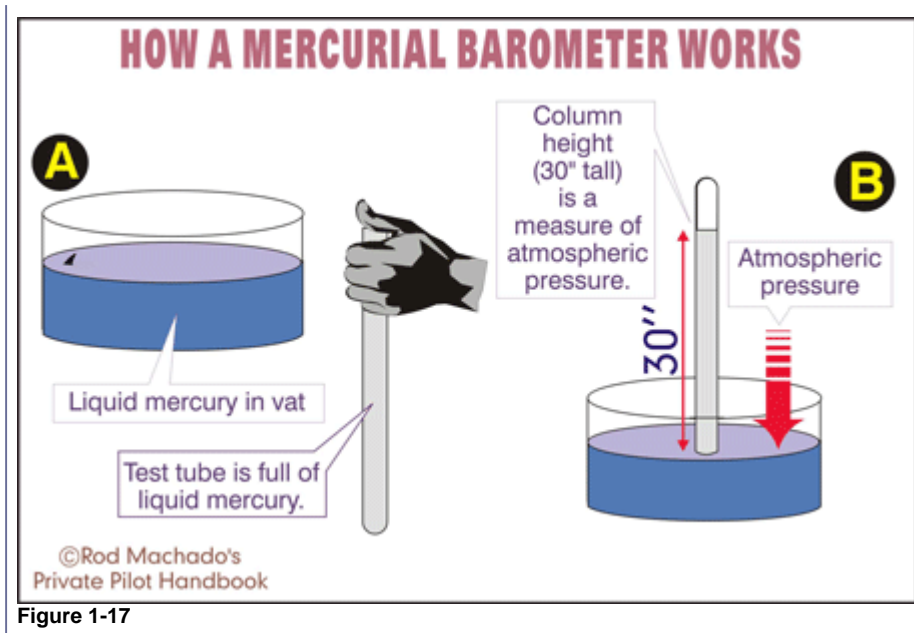 HOW A MERCURIAL BAROMETER WORKS
A
Liquid mercury in vat
Test tube is full of
liquid mercury.
Column
height
(30" tall)
is a
measure of
atmospheric
pressure.
B
Atmospheric
pressure
30"
©Rod Machado's
Private Pilot Handbook
Figure 1-17